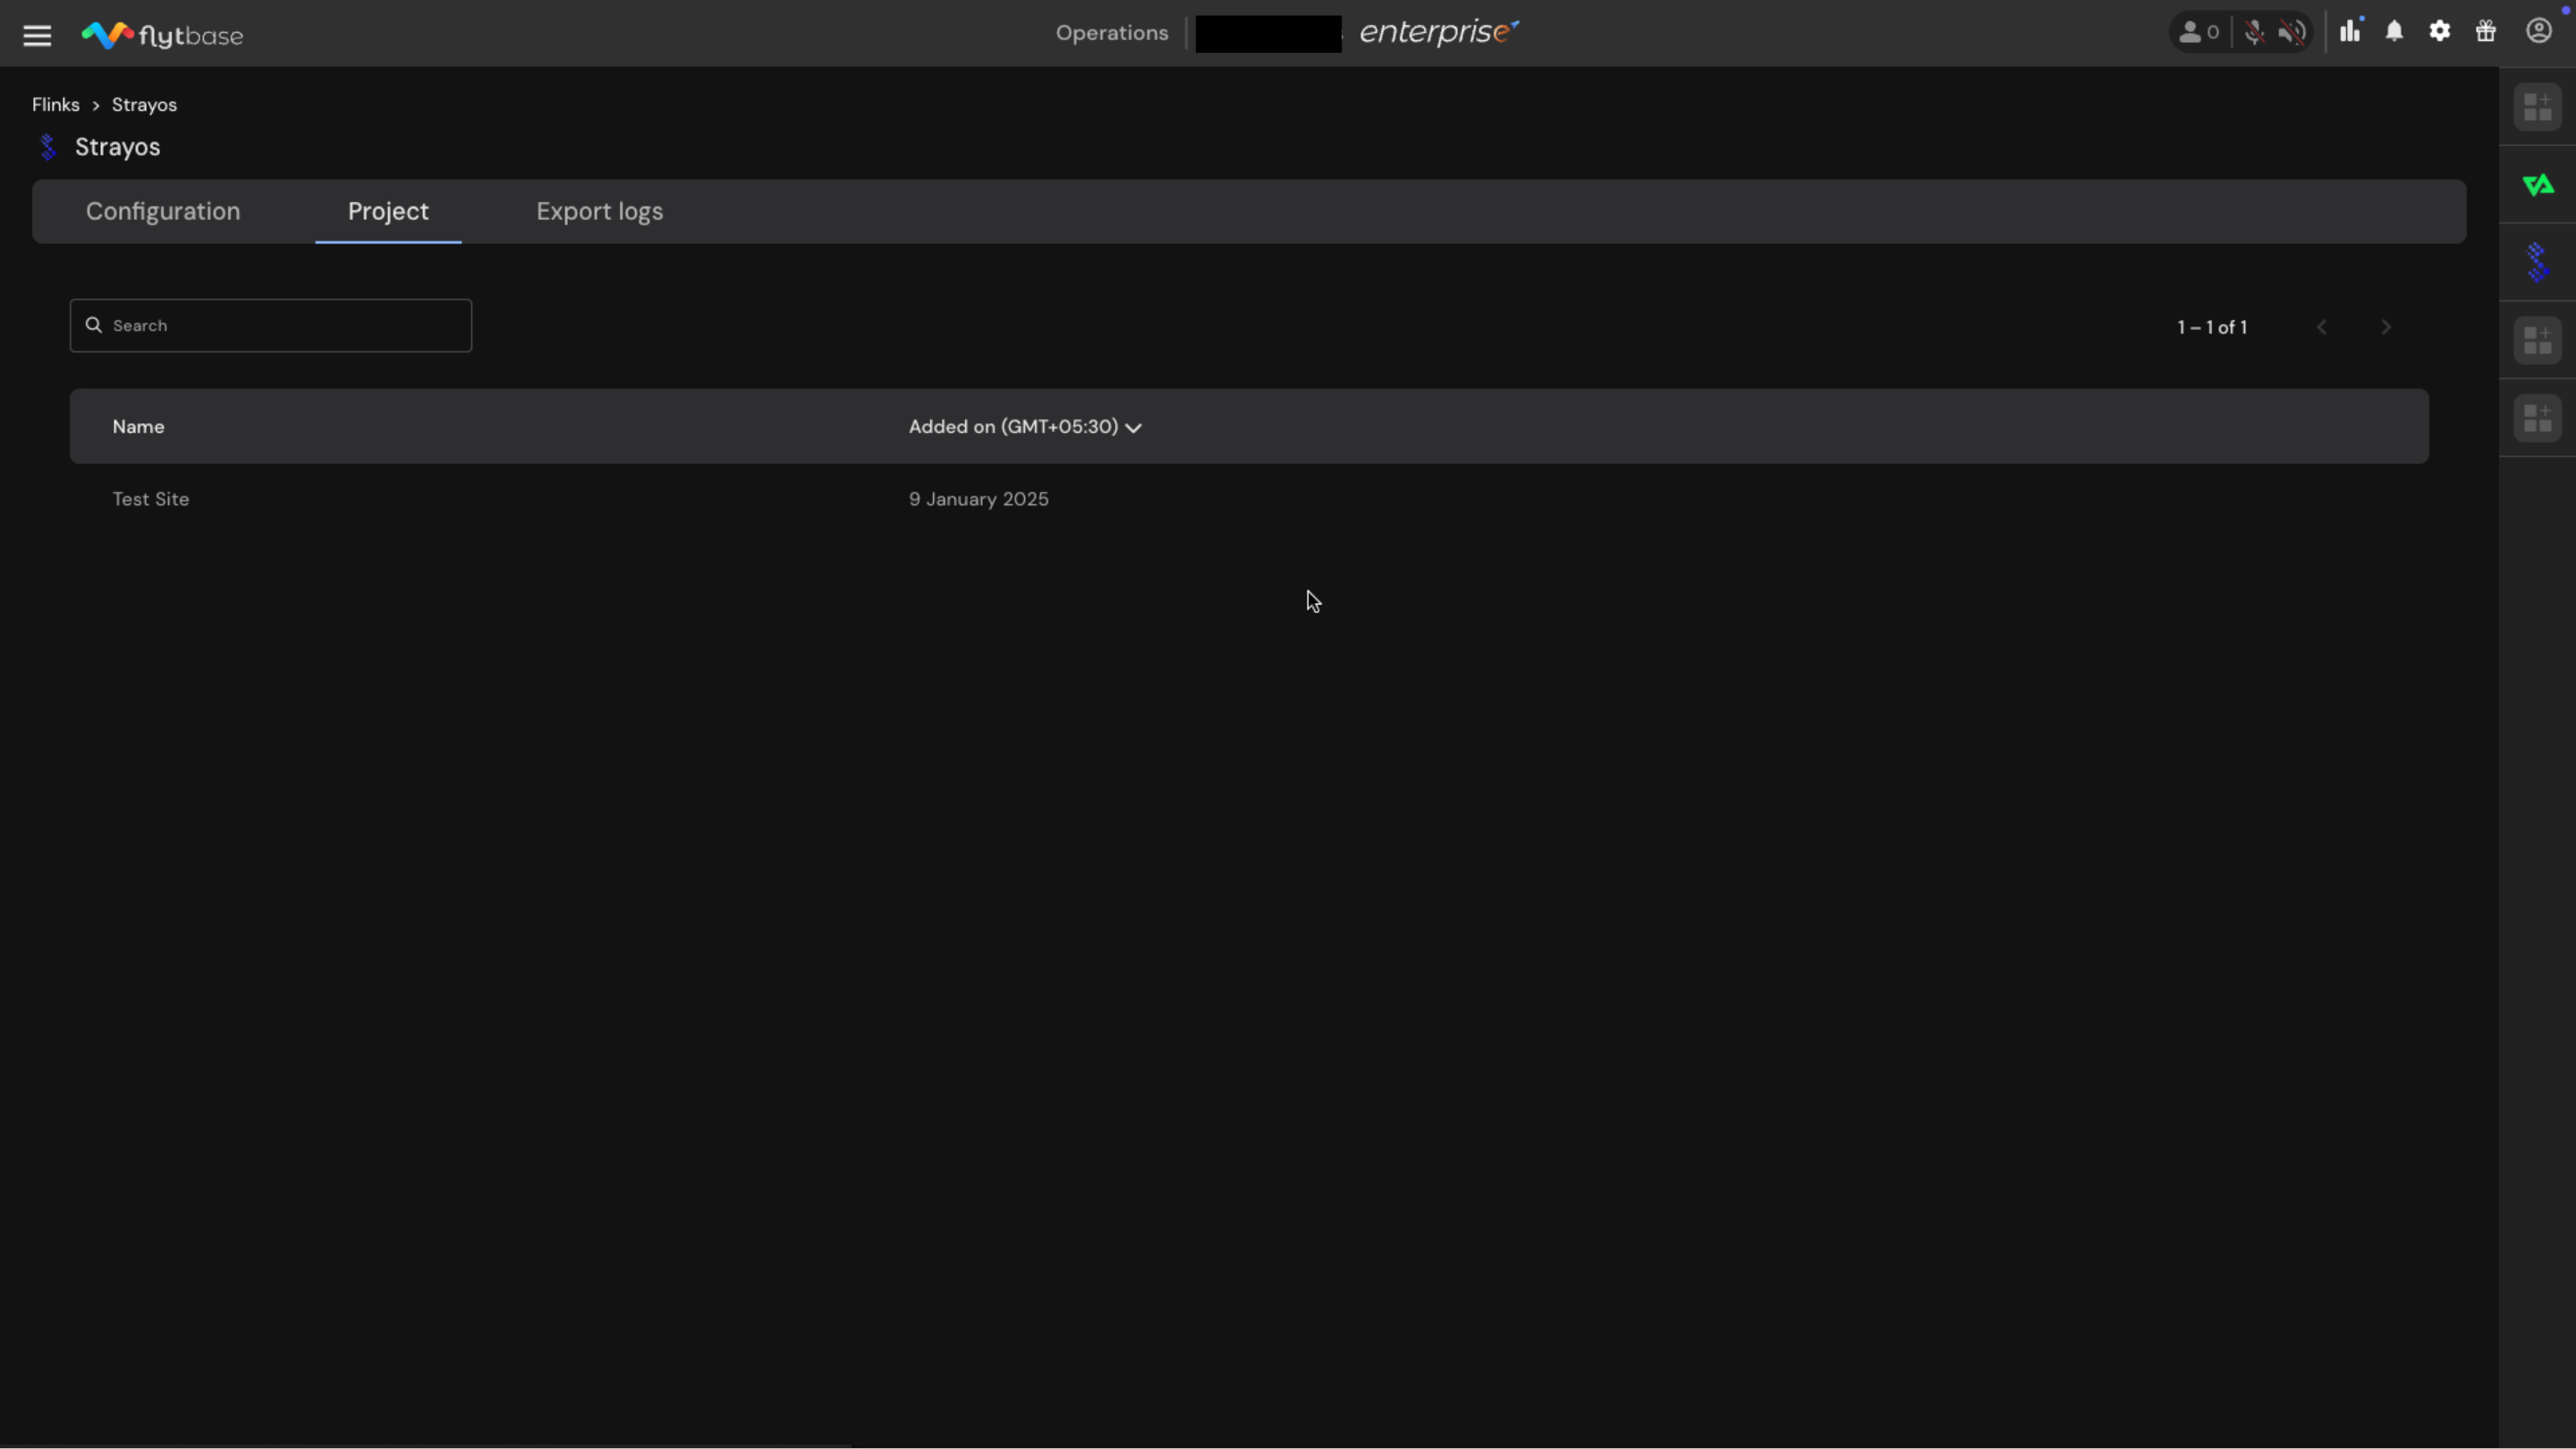 flytbase
Operations
enterprise
0
Flinks > Strayos
Strayos
Configuration Project Export logs
Search
1 – 1 of 1
Name Added on (GMT+05:30)
Test Site 9 January 2025